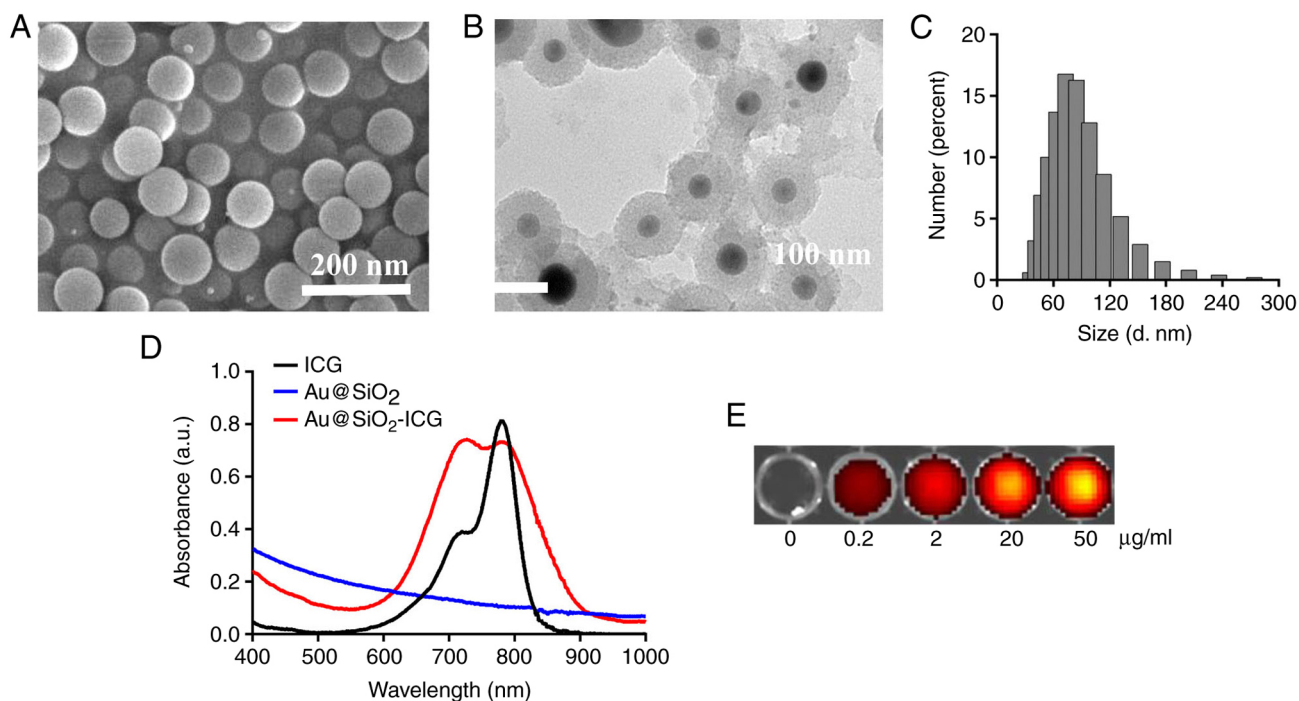 A
200 nm
B
100 nm
C
20
15
10
5
0
Number (percent)
0 60 120 180 240 300
Size (d. nm)
D
ICG
Au@SiO₂
Au@SiO₂-ICG
1.0
0.8
0.6
0.4
0.2
0.0
Absorbance (a.u.)
400 500 600 700 800 900 1000
Wavelength (nm)
E
0 0.2 2 20 50 μg/ml